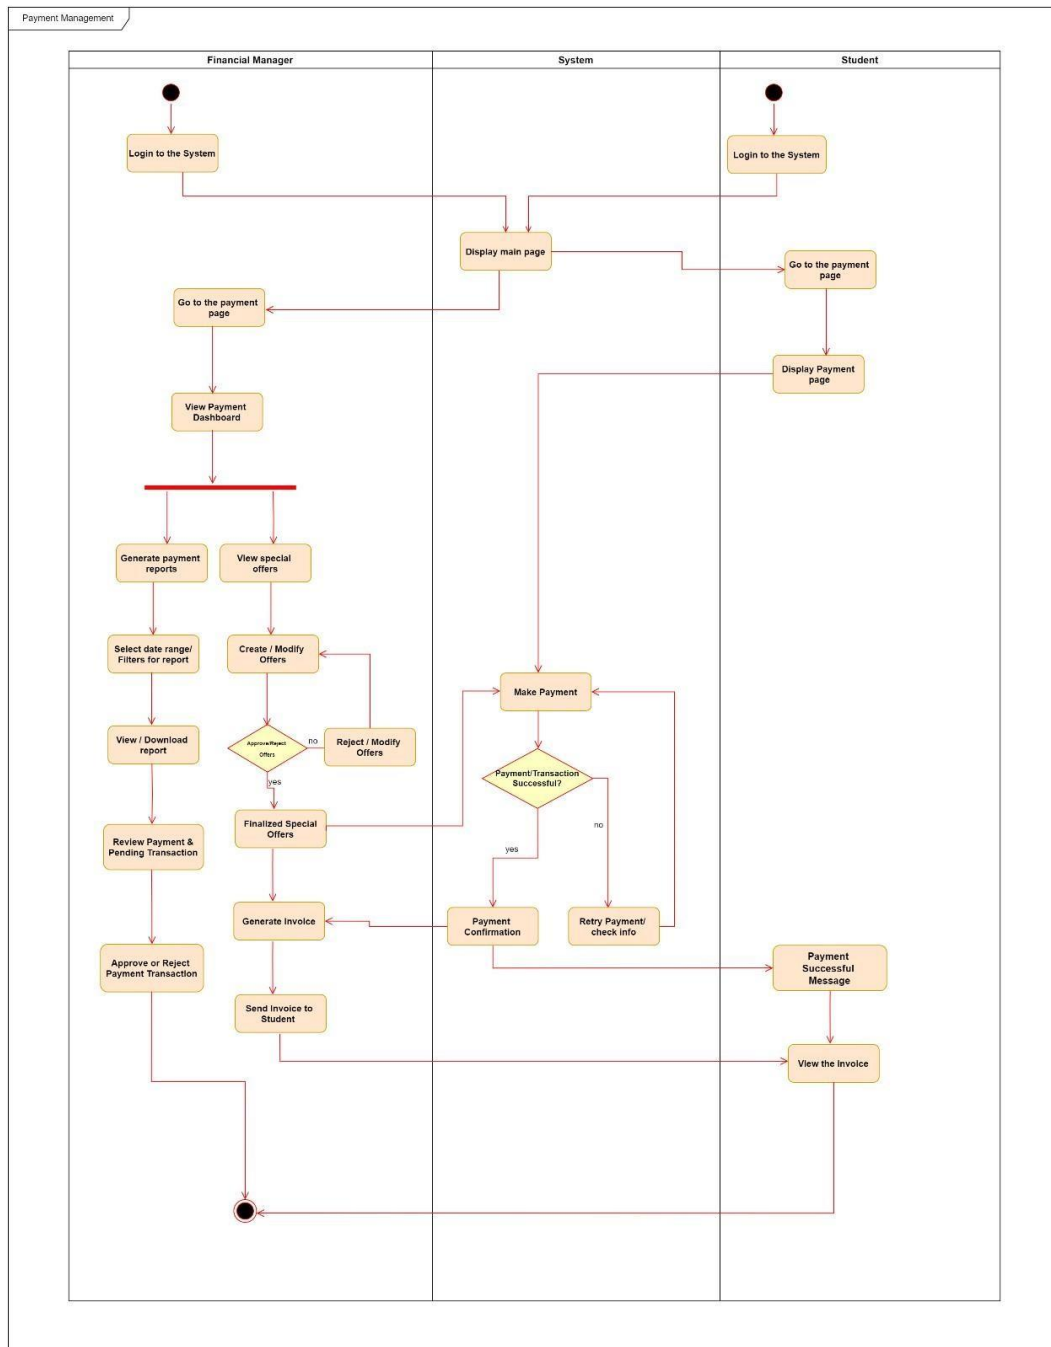 Payment Management
Financial Manager
System
Student
Login to the System
Login to the System
Display main page
Go to the payment
page
Go to the payment
page
Display Payment
page
View Payment
Dashboard
Generate payment
reports
View special
offers
Select date range/
Filters for report
Create / Modify
Offers
Make Payment
View / Download
report
Approve/Reject
Offers
no
Reject / Modify
Offers
Payment/Transaction
Successful?
yes
no
Finalized Special
Offers
Review Payment &
Pending Transaction
yes
Generate Invoice
Payment
Confirmation
Retry Payment/
check info
Approve or Reject
Payment Transaction
Payment
Successful
Message
Send Invoice to
Student
View the Invoice